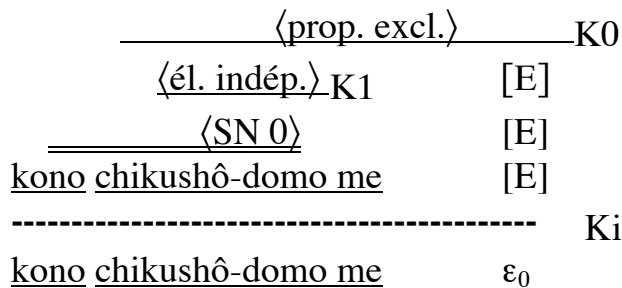 ⟨prop. excl.⟩ K0
⟨él. indép.⟩ K1 [E]
⟨SN 0⟩ [E]
kono chikushô-domo me [E]
-------------------------------------------- Ki
kono chikushô-domo me ε₀